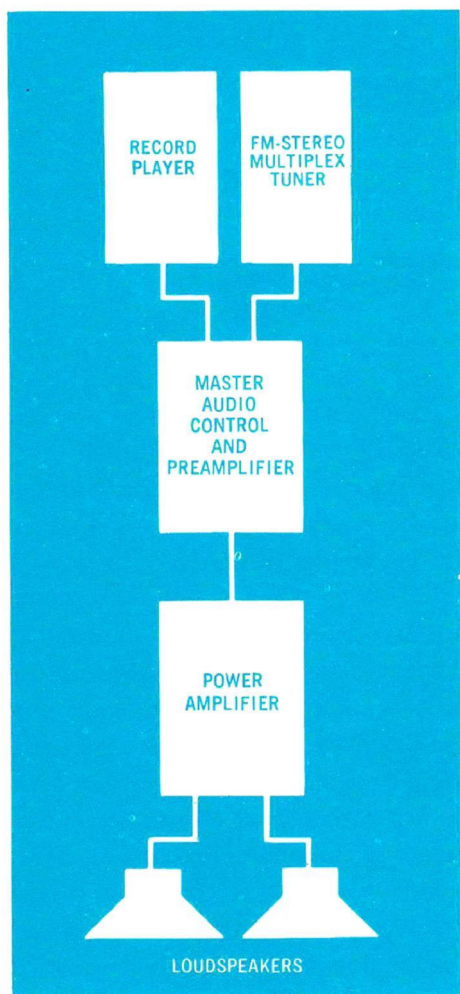 RECORD
PLAYER
FM-STEREO
MULTIPLEX
TUNER
MASTER
AUDIO
CONTROL
AND
PREAMPLIFIER
POWER
AMPLIFIER
LOUDSPEAKERS